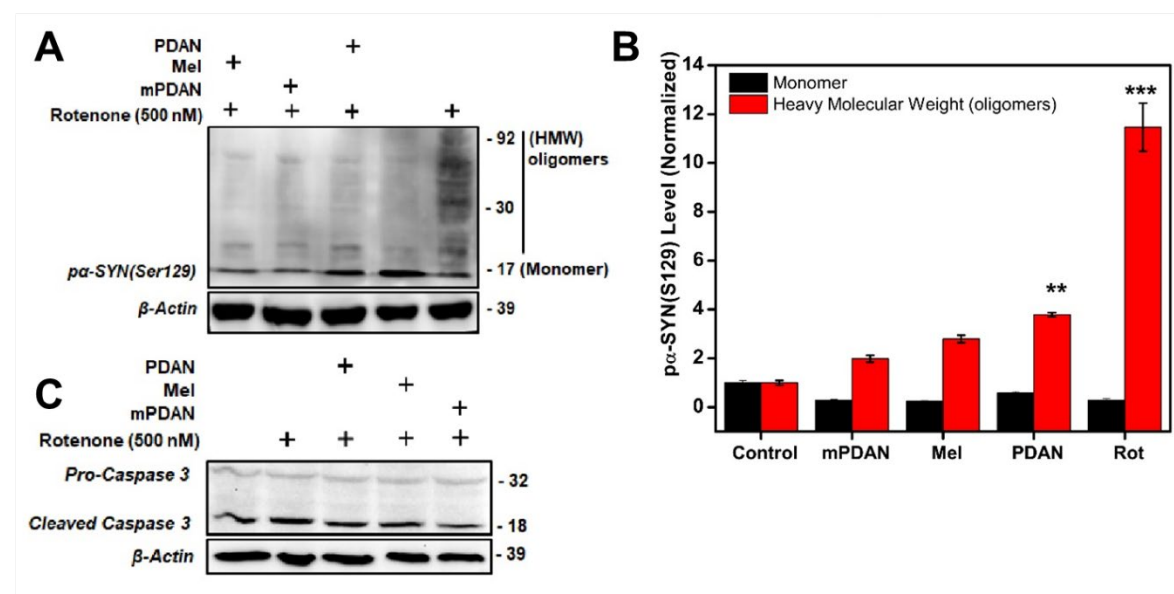 A
PDAN +
Mel +
mPDAN +
Rotenone (500 nM) + + + +
- 92 (HMW)
oligomers
- 30
pα-SYN(Ser129) - 17 (Monomer)
β-Actin - 39
B
14
12
10
8
6
4
2
0
pα-SYN(S129) Level (Normalized)
Monomer
Heavy Molecular Weight (oligomers)
**
***
Control mPDAN Mel PDAN Rot
C
PDAN +
Mel +
mPDAN +
Rotenone (500 nM) + + + +
Pro-Caspase 3 - 32
Cleaved Caspase 3 - 18
β-Actin - 39